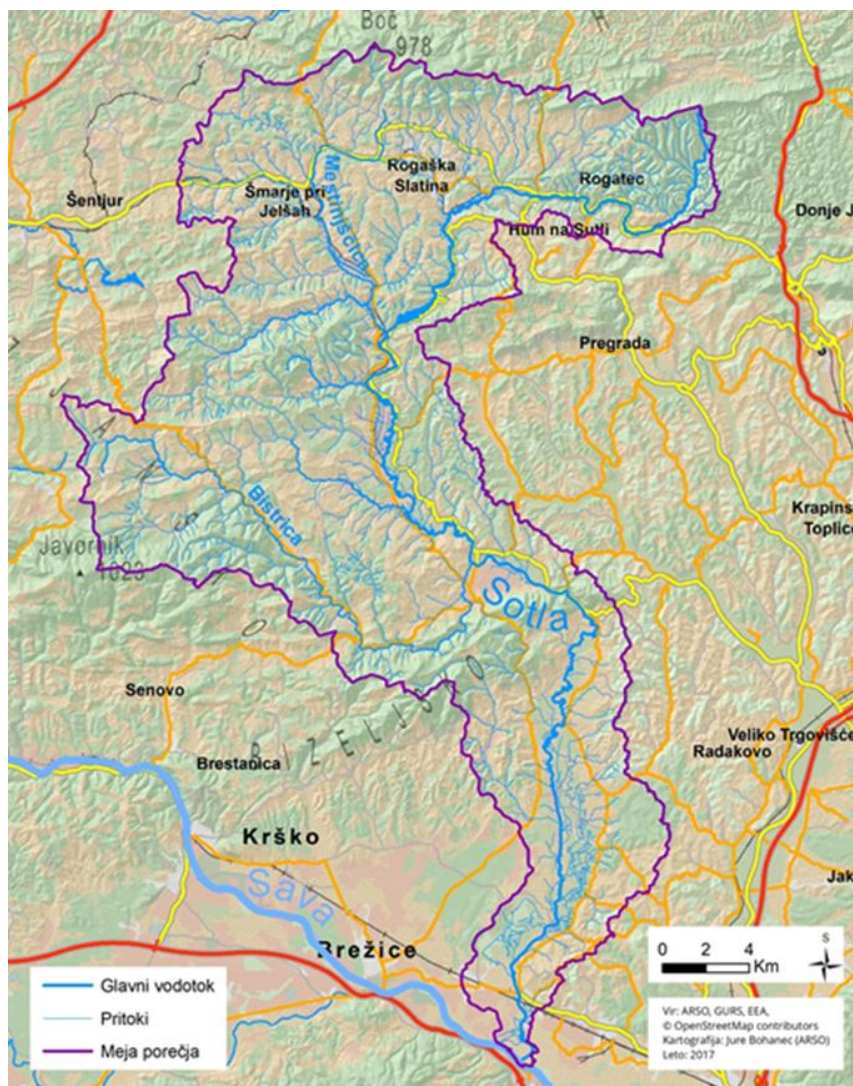 Boč
978
Rogaška
Slatina
Rogatec
Šentjur
Šmarje pri
Jelšah
Mestinjščica
Hum na Sutli
Donje J
Pregrada
Bistrica
Krapins
Toplice
Javornik
1023
Sotla
Senovo
BIZELJSKO
Veliko Trgovišće
Radakovo
Brestanica
Krško
Jak
Sava
Brežice
0 2 4
Km
S
Glavni vodotok
Pritoki
Meja porečja
Vir: ARSO, GURS, EEA,
© OpenStreetMap contributors
Kartografija: Jure Bohanec (ARSO)
Leto: 2017